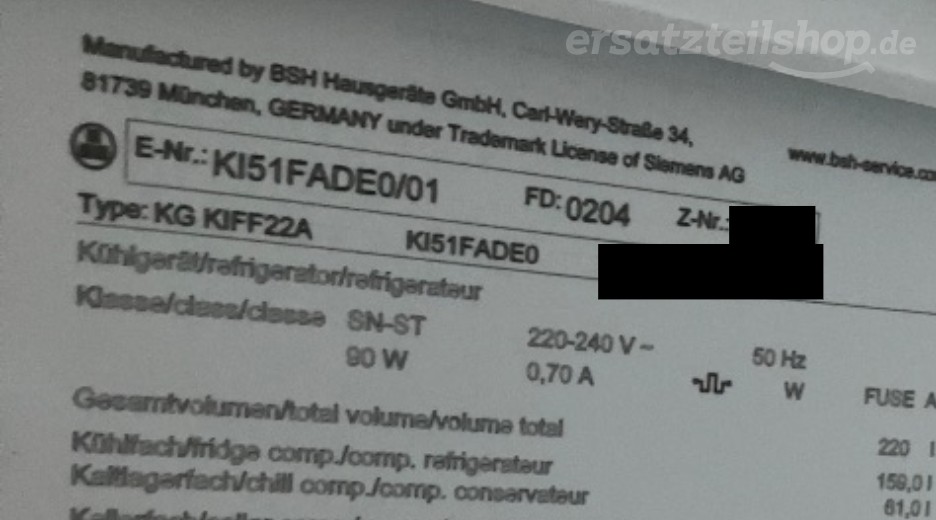 ersatzteilshop.de
Manufactured by BSH Hausgeräte GmbH, Carl-Wery-Straße 34,
81739 München, GERMANY under Trademark License of Siemens AG
www.bsh-service.co
E-Nr.: KI51FADE0/01 FD: 0204 Z-Nr.:
Type: KG KIFF22A KI51FADE0
Kühlgerät/refrigerator/refrigerateur
Klasse/class/classe SN-ST 220-240 V ~ 50 Hz
90 W 0,70 A W FUSE A
Gesamtvolumen/total volume/volume total 220 l
Kühlfach/fridge comp./comp. refrigerateur 159,0 l
Kaltlagerfach/chill comp./comp. conservateur 61,0 l